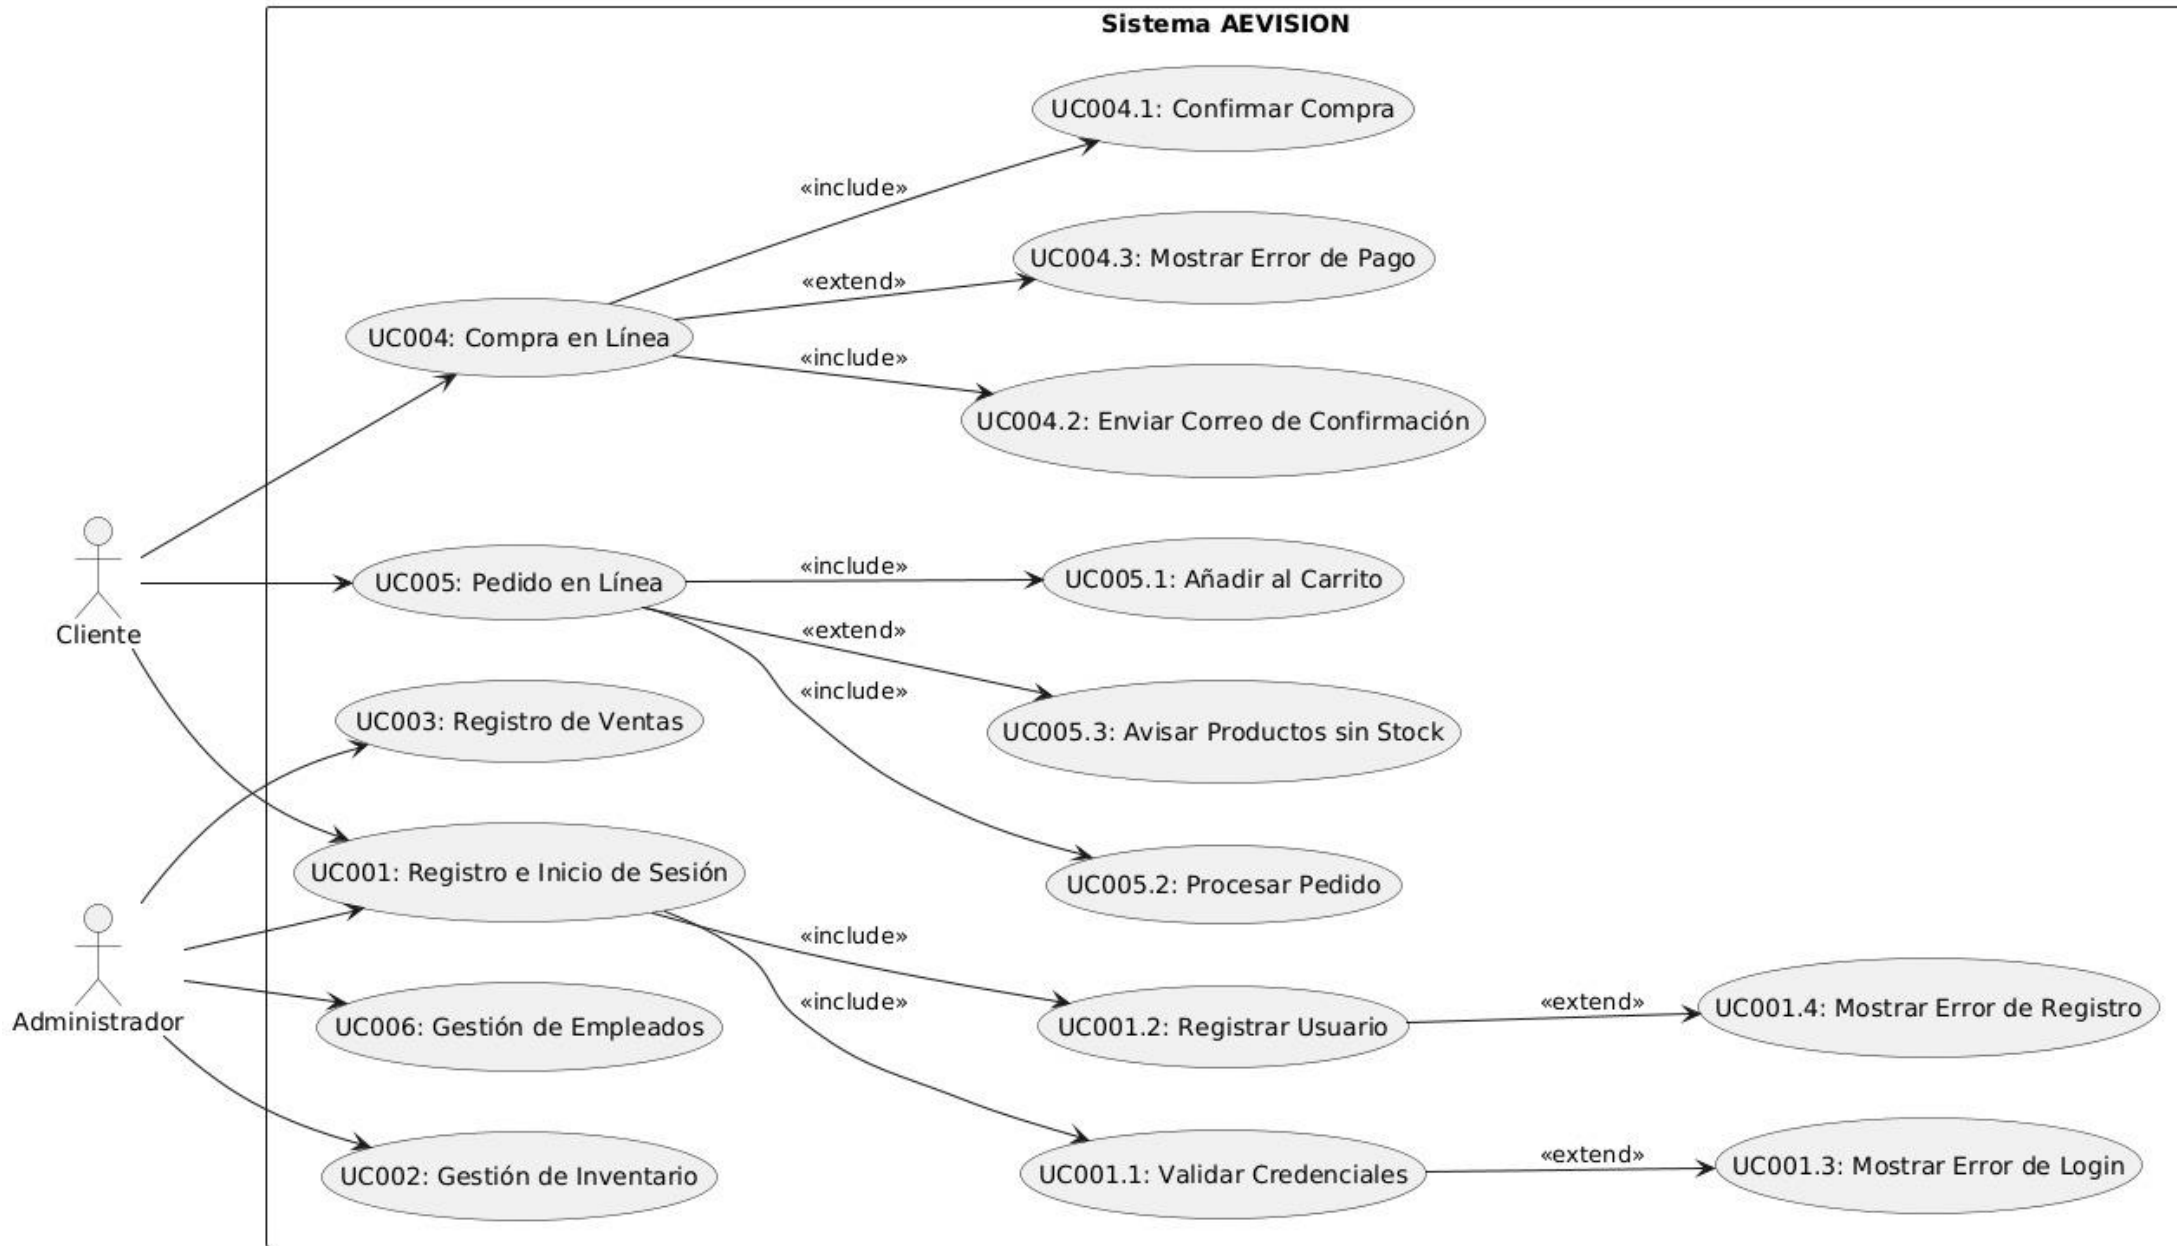 Sistema AEVISION
UC004.1: Confirmar Compra
«include»
UC004.3: Mostrar Error de Pago
«extend»
UC004: Compra en Línea
«include»
UC004.2: Enviar Correo de Confirmación
Cliente
UC005: Pedido en Línea
«include»
UC005.1: Añadir al Carrito
«extend»
UC005.3: Avisar Productos sin Stock
«include»
UC005.2: Procesar Pedido
UC003: Registro de Ventas
UC001: Registro e Inicio de Sesión
Administrador
«include»
UC001.2: Registrar Usuario
«extend»
UC001.4: Mostrar Error de Registro
«include»
UC001.1: Validar Credenciales
«extend»
UC001.3: Mostrar Error de Login
UC006: Gestión de Empleados
UC002: Gestión de Inventario